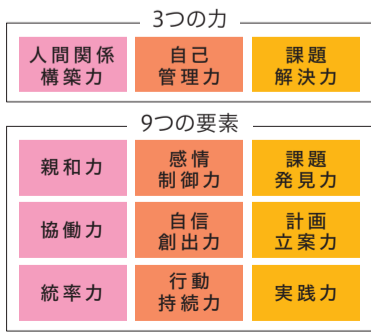 3つの力
人間関係
構築力
自己
管理力
課題
解決力
9つの要素
親和力
感情
制御力
課題
発見力
協働力
自信
創出力
計画
立案力
統率力
行動
持続力
実践力